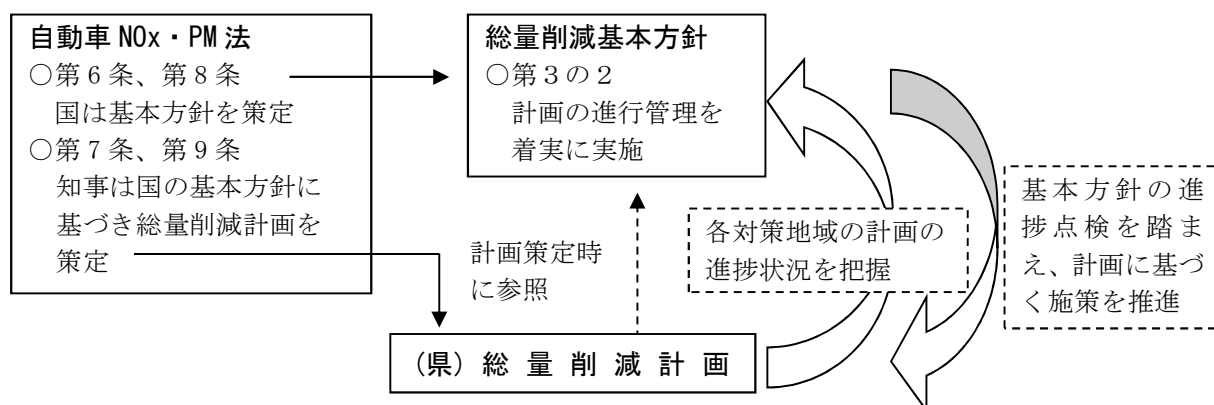 自動車 NOx・PM 法
○第６条、第８条
国は基本方針を策定
○第７条、第９条
知事は国の基本方針に
基づき総量削減計画を
策定
総量削減基本方針
○第３の２
計画の進行管理を
着実に実施
計画策定時
に参照
各対策地域の計画の
進捗状況を把握
基本方針の進
捗点検を踏ま
え、計画に基づ
く施策を推進
(県) 総 量 削 減 計 画